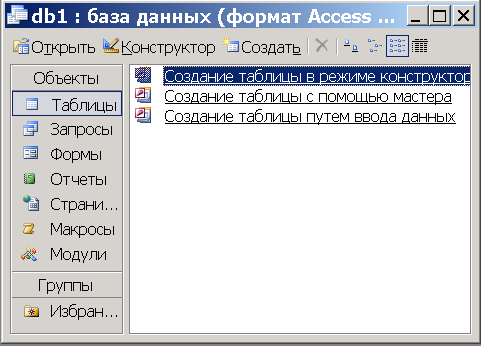 db1 : база данных (формат Access ...
Открыть Конструктор Создать
Объекты
Таблицы
Запросы
Формы
Отчеты
Страни...
Макросы
Модули
Группы
Избран...
Создание таблицы в режиме конструктор
Создание таблицы с помощью мастера
Создание таблицы путем ввода данных